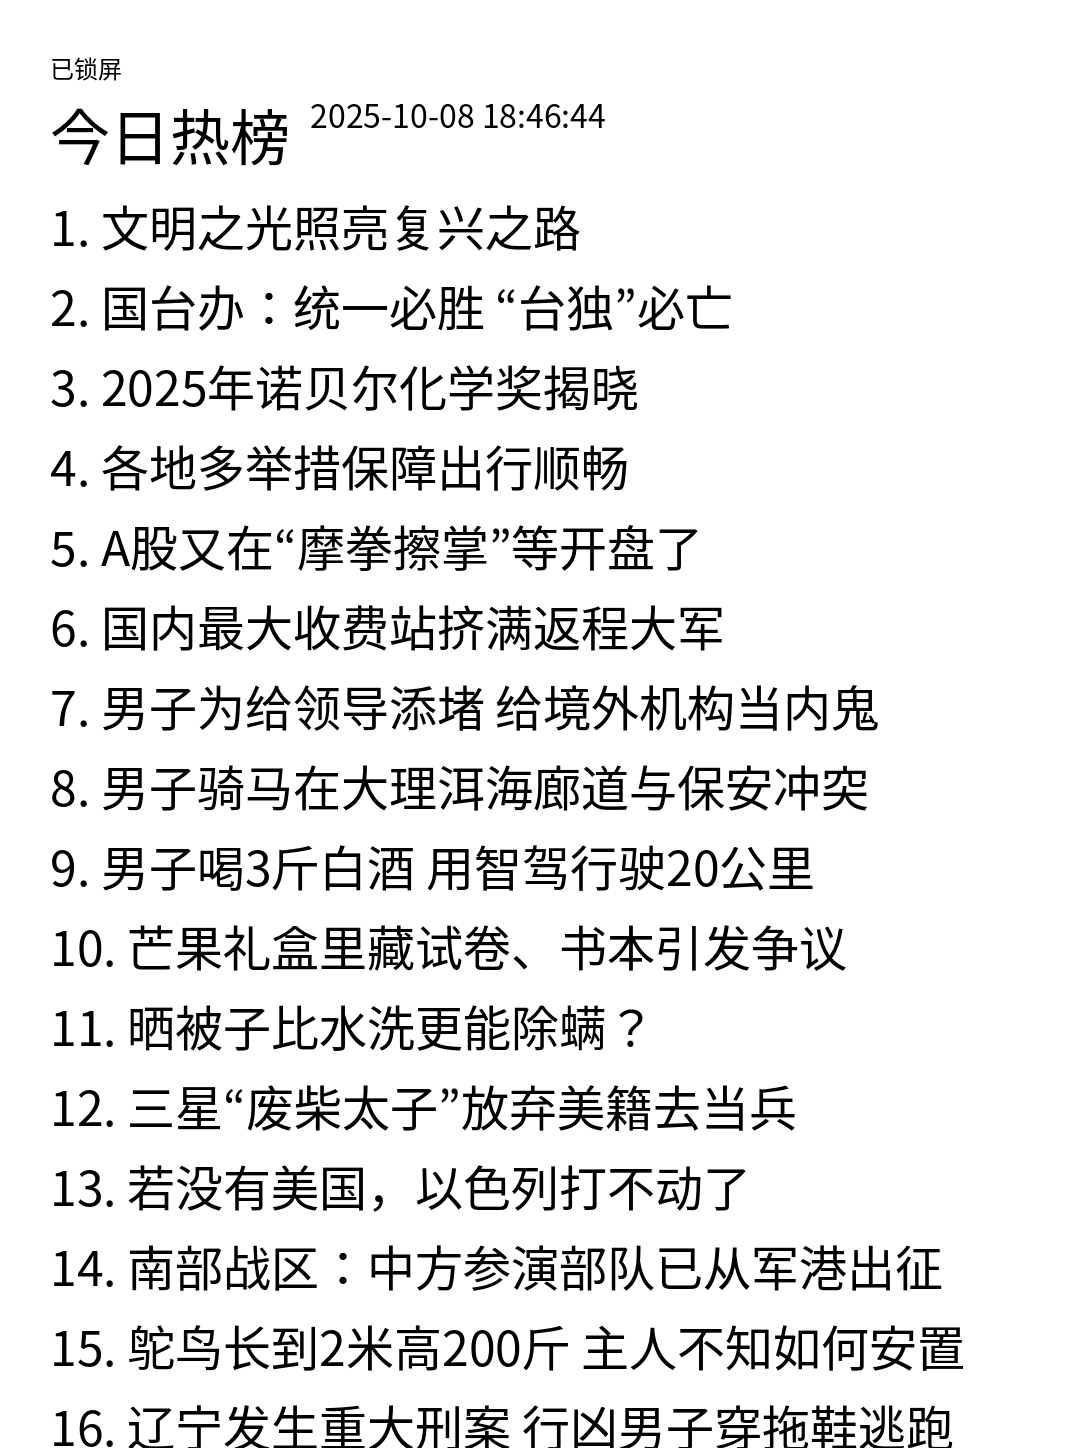 已锁屏
今日热榜 2025-10-08 18:46:44
1. 文明之光照亮复兴之路
2. 国台办：统一必胜 “台独”必亡
3. 2025年诺贝尔化学奖揭晓
4. 各地多举措保障出行顺畅
5. A股又在“摩拳擦掌”等开盘了
6. 国内最大收费站挤满返程大军
7. 男子为给领导添堵 给境外机构当内鬼
8. 男子骑马在大理洱海廊道与保安冲突
9. 男子喝3斤白酒 用智驾行驶20公里
10. 芒果礼盒里藏试卷、书本引发争议
11. 晒被子比水洗更能除螨？
12. 三星“废柴太子”放弃美籍去当兵
13. 若没有美国，以色列打不动了
14. 南部战区：中方参演部队已从军港出征
15. 鸵鸟长到2米高200斤 主人不知如何安置
16. 辽宁发生重大刑案 行凶男子穿拖鞋逃跑